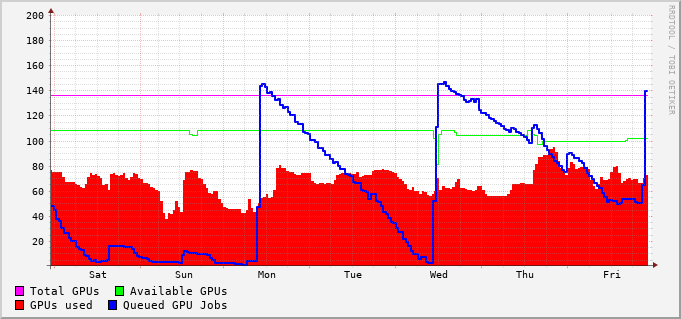 200
180
160
140
120
100
80
60
40
20
Sat Sun Mon Tue Wed Thu Fri
Total GPUs Available GPUs
GPUs used Queued GPU Jobs
RRDTOOL / TOBI OETIKER